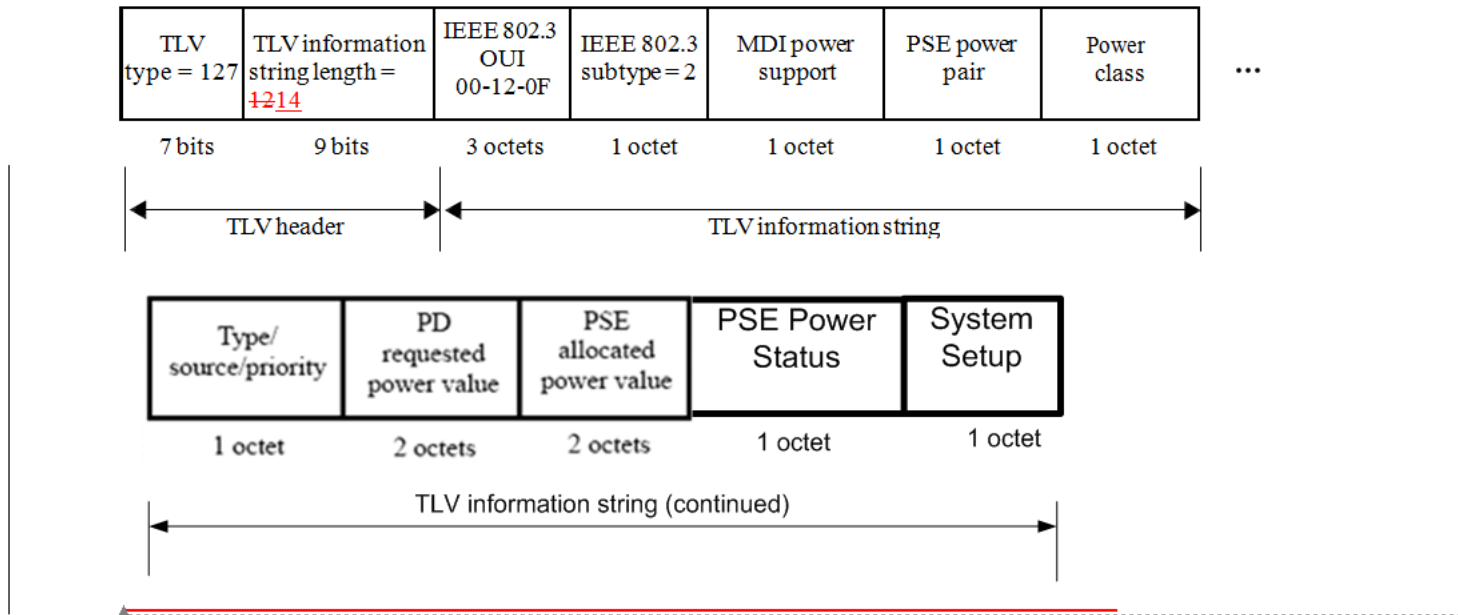 TLV
type = 127
TLV information
string length =
1214
IEEE 802.3
OUI
00-12-0F
IEEE 802.3
subtype = 2
MDI power
support
PSE power
pair
Power
class
...
7 bits
9 bits
3 octets
1 octet
1 octet
1 octet
1 octet
TLV header
TLV information string
Type/
source/priority
PD
requested
power value
PSE
allocated
power value
PSE Power
Status
System
Setup
1 octet
2 octets
2 octets
1 octet
1 octet
TLV information string (continued)